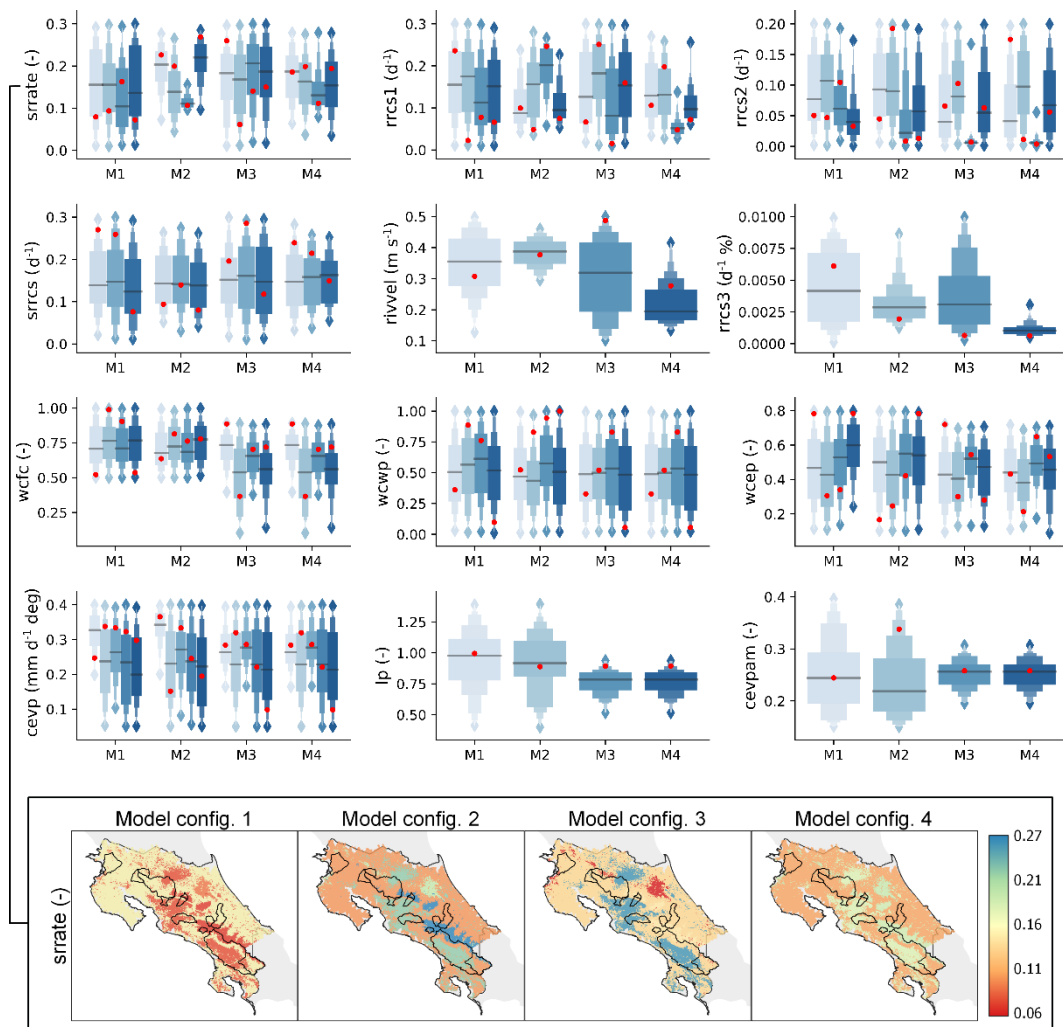 srrate (-)
0.3
0.2
0.1
0.0
M1 M2 M3 M4
rrcs1 (d⁻¹)
0.3
0.2
0.1
0.0
M1 M2 M3 M4
rrcs2 (d⁻¹)
0.20
0.15
0.10
0.05
0.00
M1 M2 M3 M4
srrcs (d⁻¹)
0.3
0.2
0.1
0.0
M1 M2 M3 M4
rivvel (m s⁻¹)
0.5
0.4
0.3
0.2
0.1
M1 M2 M3 M4
rrcs3 (d⁻¹ %)
0.0100
0.0075
0.0050
0.0025
0.0000
M1 M2 M3 M4
wcfc (-)
1.00
0.75
0.50
0.25
M1 M2 M3 M4
wcwp (-)
1.00
0.75
0.50
0.25
0.00
M1 M2 M3 M4
wcep (-)
0.8
0.6
0.4
0.2
M1 M2 M3 M4
cevp (mm d⁻¹ deg)
0.4
0.3
0.2
0.1
M1 M2 M3 M4
lp (-)
1.25
1.00
0.75
0.50
M1 M2 M3 M4
cevpam (-)
0.4
0.3
0.2
M1 M2 M3 M4
Model config. 1 Model config. 2 Model config. 3 Model config. 4
srrate (-)
0.27
0.21
0.16
0.11
0.06